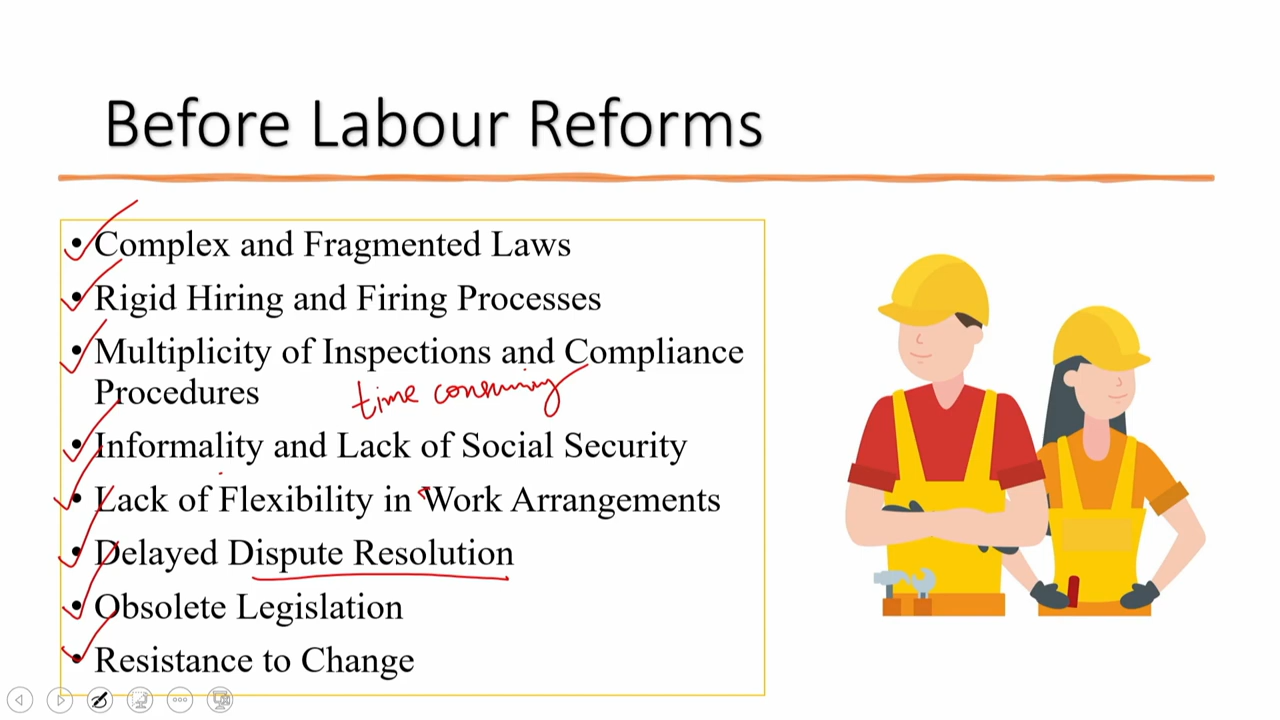 Before Labour Reforms
• Complex and Fragmented Laws
• Rigid Hiring and Firing Processes
• Multiplicity of Inspections and Compliance
Procedures
time consuming
• Informality and Lack of Social Security
• Lack of Flexibility in Work Arrangements
• Delayed Dispute Resolution
• Obsolete Legislation
• Resistance to Change